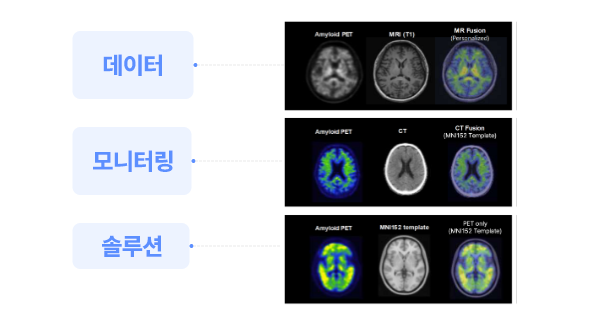 데이터
Amyloid PET
MRI (T1)
MR Fusion
(Personalized)
모니터링
Amyloid PET
CT
CT Fusion
(MNI152 Template)
솔루션
Amyloid PET
MNI152 template
PET only
(MNI152 Template)